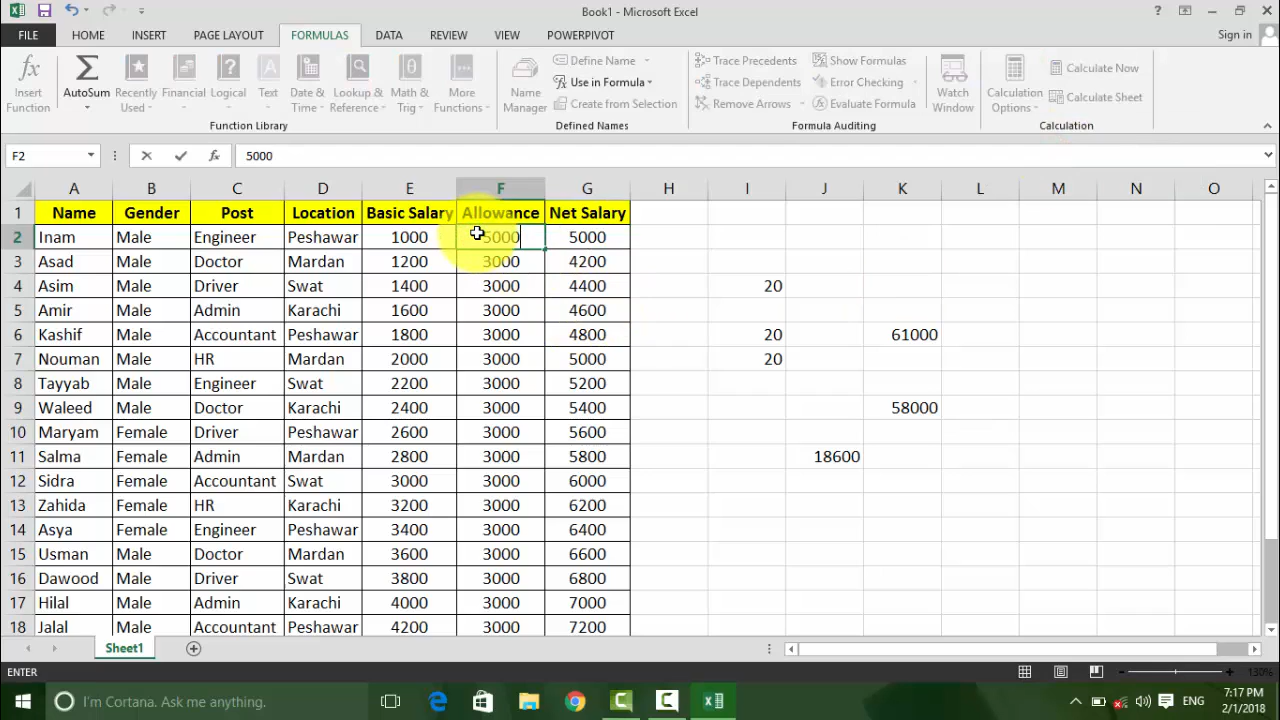 Book1 - Microsoft Excel
FILE HOME INSERT PAGE LAYOUT FORMULAS DATA REVIEW VIEW POWERPIVOT Sign in
Insert Function
AutoSum
Recently Used
Financial
Logical
Text
Date & Time
Lookup & Reference
Math & Trig
More Functions
Function Library
Name Manager
Define Name
Use in Formula
Create from Selection
Defined Names
Trace Precedents
Trace Dependents
Remove Arrows
Show Formulas
Error Checking
Evaluate Formula
Formula Auditing
Watch Window
Calculation Options
Calculate Now
Calculate Sheet
Calculation
F2 fx 5000
A B C D E F G H I J K L M N O
1 Name Gender Post Location Basic Salary Allowance Net Salary
2 Inam Male Engineer Peshawar 1000 5000 5000
3 Asad Male Doctor Mardan 1200 3000 4200
4 Asim Male Driver Swat 1400 3000 4400 20
5 Amir Male Admin Karachi 1600 3000 4600
6 Kashif Male Accountant Peshawar 1800 3000 4800 20 61000
7 Nouman Male HR Mardan 2000 3000 5000 20
8 Tayyab Male Engineer Swat 2200 3000 5200
9 Waleed Male Doctor Karachi 2400 3000 5400 58000
10 Maryam Female Driver Peshawar 2600 3000 5600
11 Salma Female Admin Mardan 2800 3000 5800 18600
12 Sidra Female Accountant Swat 3000 3000 6000
13 Zahida Female HR Karachi 3200 3000 6200
14 Asya Female Engineer Peshawar 3400 3000 6400
15 Usman Male Doctor Mardan 3600 3000 6600
16 Dawood Male Driver Swat 3800 3000 6800
17 Hilal Male Admin Karachi 4000 3000 7000
18 Jalal Male Accountant Peshawar 4200 3000 7200
Sheet1
ENTER 130%
I'm Cortana. Ask me anything. ENG 7:17 PM
2/1/2018